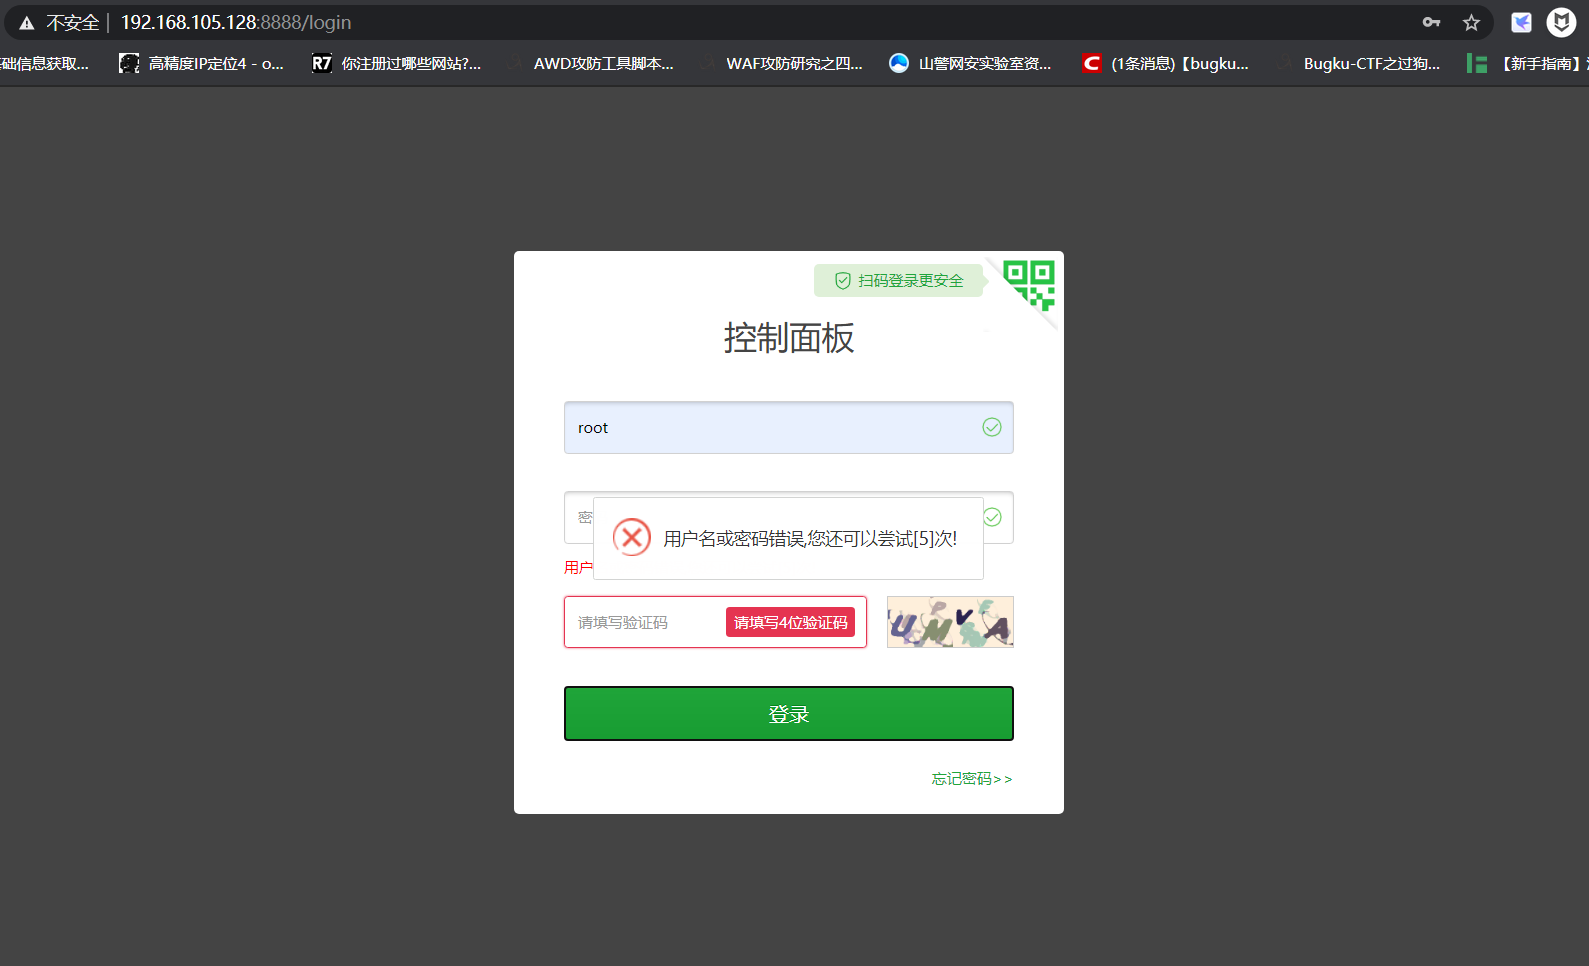 不安全 192.168.105.128:8888/login
础信息获取... 高精度IP定位4 - o... R7 你注册过哪些网站?... AWD攻防工具脚本... WAF攻防研究之四... 山警网安实验室资... C (1条消息)【bugku... Bugku-CTF之过狗... 【新手指南】
扫码登录更安全
控制面板
root
密
用户名或密码错误,您还可以尝试[5]次!
用户
请填写验证码 请填写4位验证码
登录
忘记密码>>